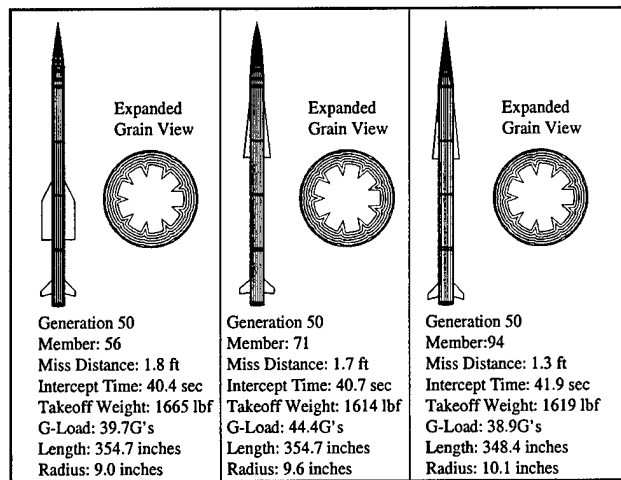 Expanded
Grain View
Generation 50
Member: 56
Miss Distance: 1.8 ft
Intercept Time: 40.4 sec
Takeoff Weight: 1665 lbf
G-Load: 39.7G's
Length: 354.7 inches
Radius: 9.0 inches
Expanded
Grain View
Generation 50
Member: 71
Miss Distance: 1.7 ft
Intercept Time: 40.7 sec
Takeoff Weight: 1614 lbf
G-Load: 44.4G's
Length: 354.7 inches
Radius: 9.6 inches
Expanded
Grain View
Generation 50
Member:94
Miss Distance: 1.3 ft
Intercept Time: 41.9 sec
Takeoff Weight: 1619 lbf
G-Load: 38.9G's
Length: 348.4 inches
Radius: 10.1 inches